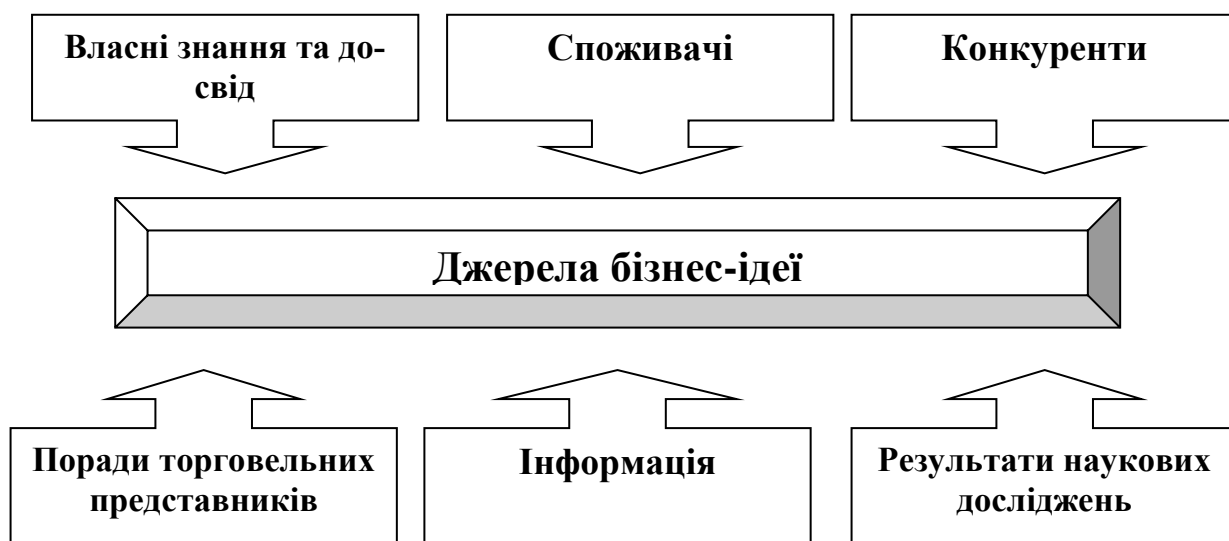 Власні знання та до-
свід
Споживачі
Конкуренти
Джерела бізнес-ідеї
Поради торговельних
представників
Інформація
Результати наукових
досліджень